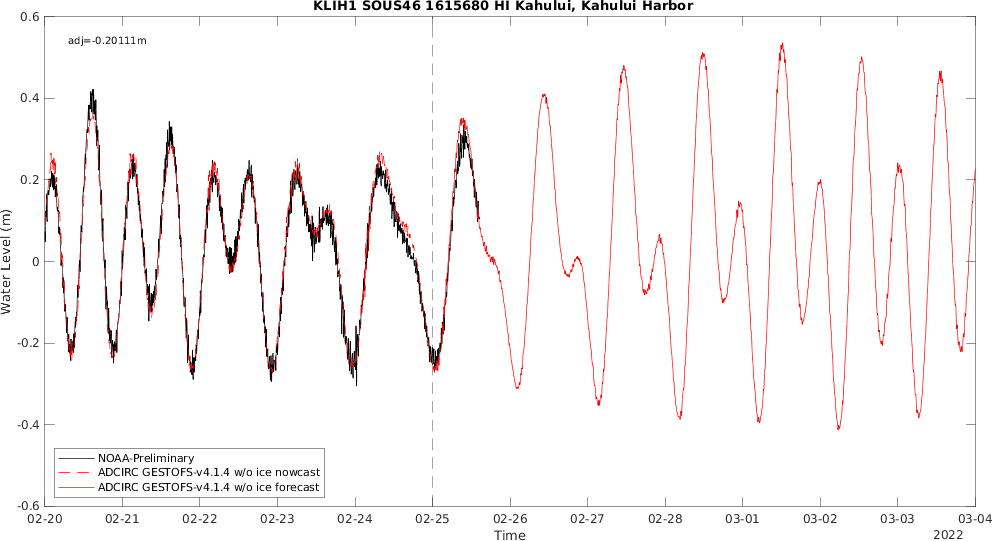 KLIH1 SOUS46 1615680 HI Kahului, Kahului Harbor
adj=-0.20111m
0.6
0.4
0.2
0
-0.2
-0.4
-0.6
Water Level (m)
NOAA-Preliminary
ADCIRC GESTOFS-v4.1.4 w/o ice nowcast
ADCIRC GESTOFS-v4.1.4 w/o ice forecast
02-20 02-21 02-22 02-23 02-24 02-25 02-26 02-27 02-28 03-01 03-02 03-03 03-04
Time
2022